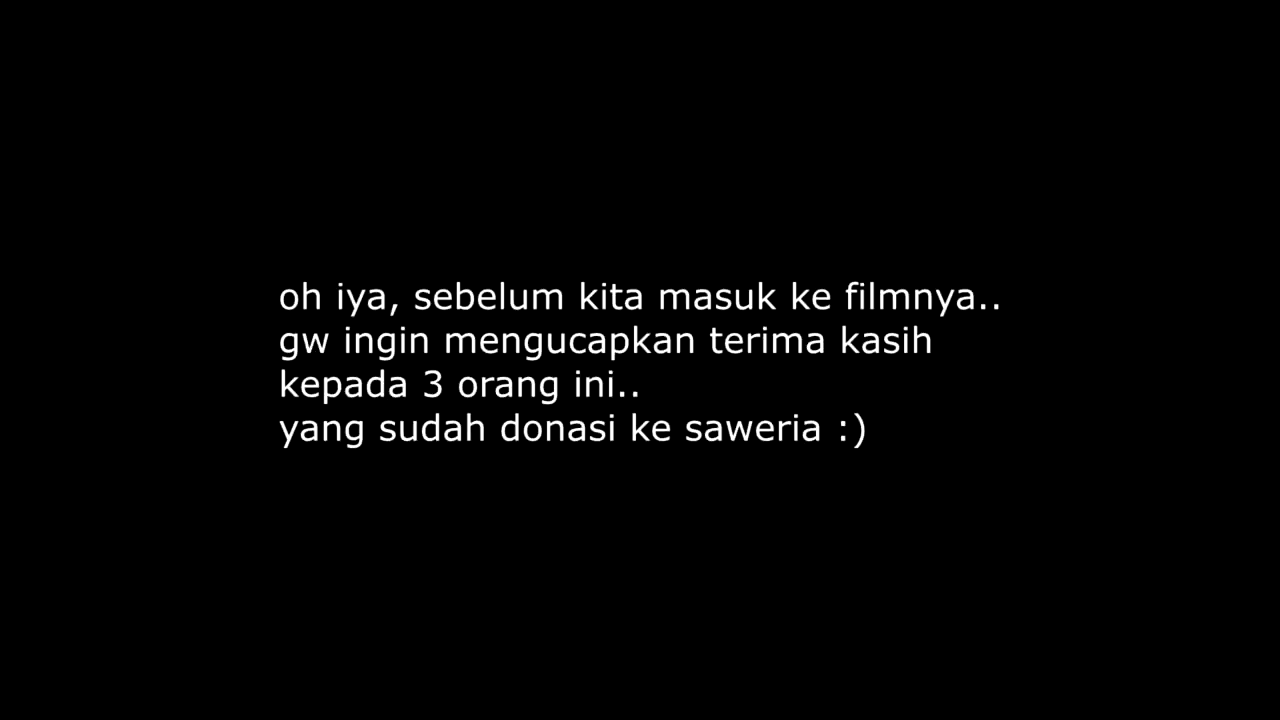 oh iya, sebelum kita masuk ke filmnya..
gw ingin mengucapkan terima kasih
kepada 3 orang ini..
yang sudah donasi ke saweria :)